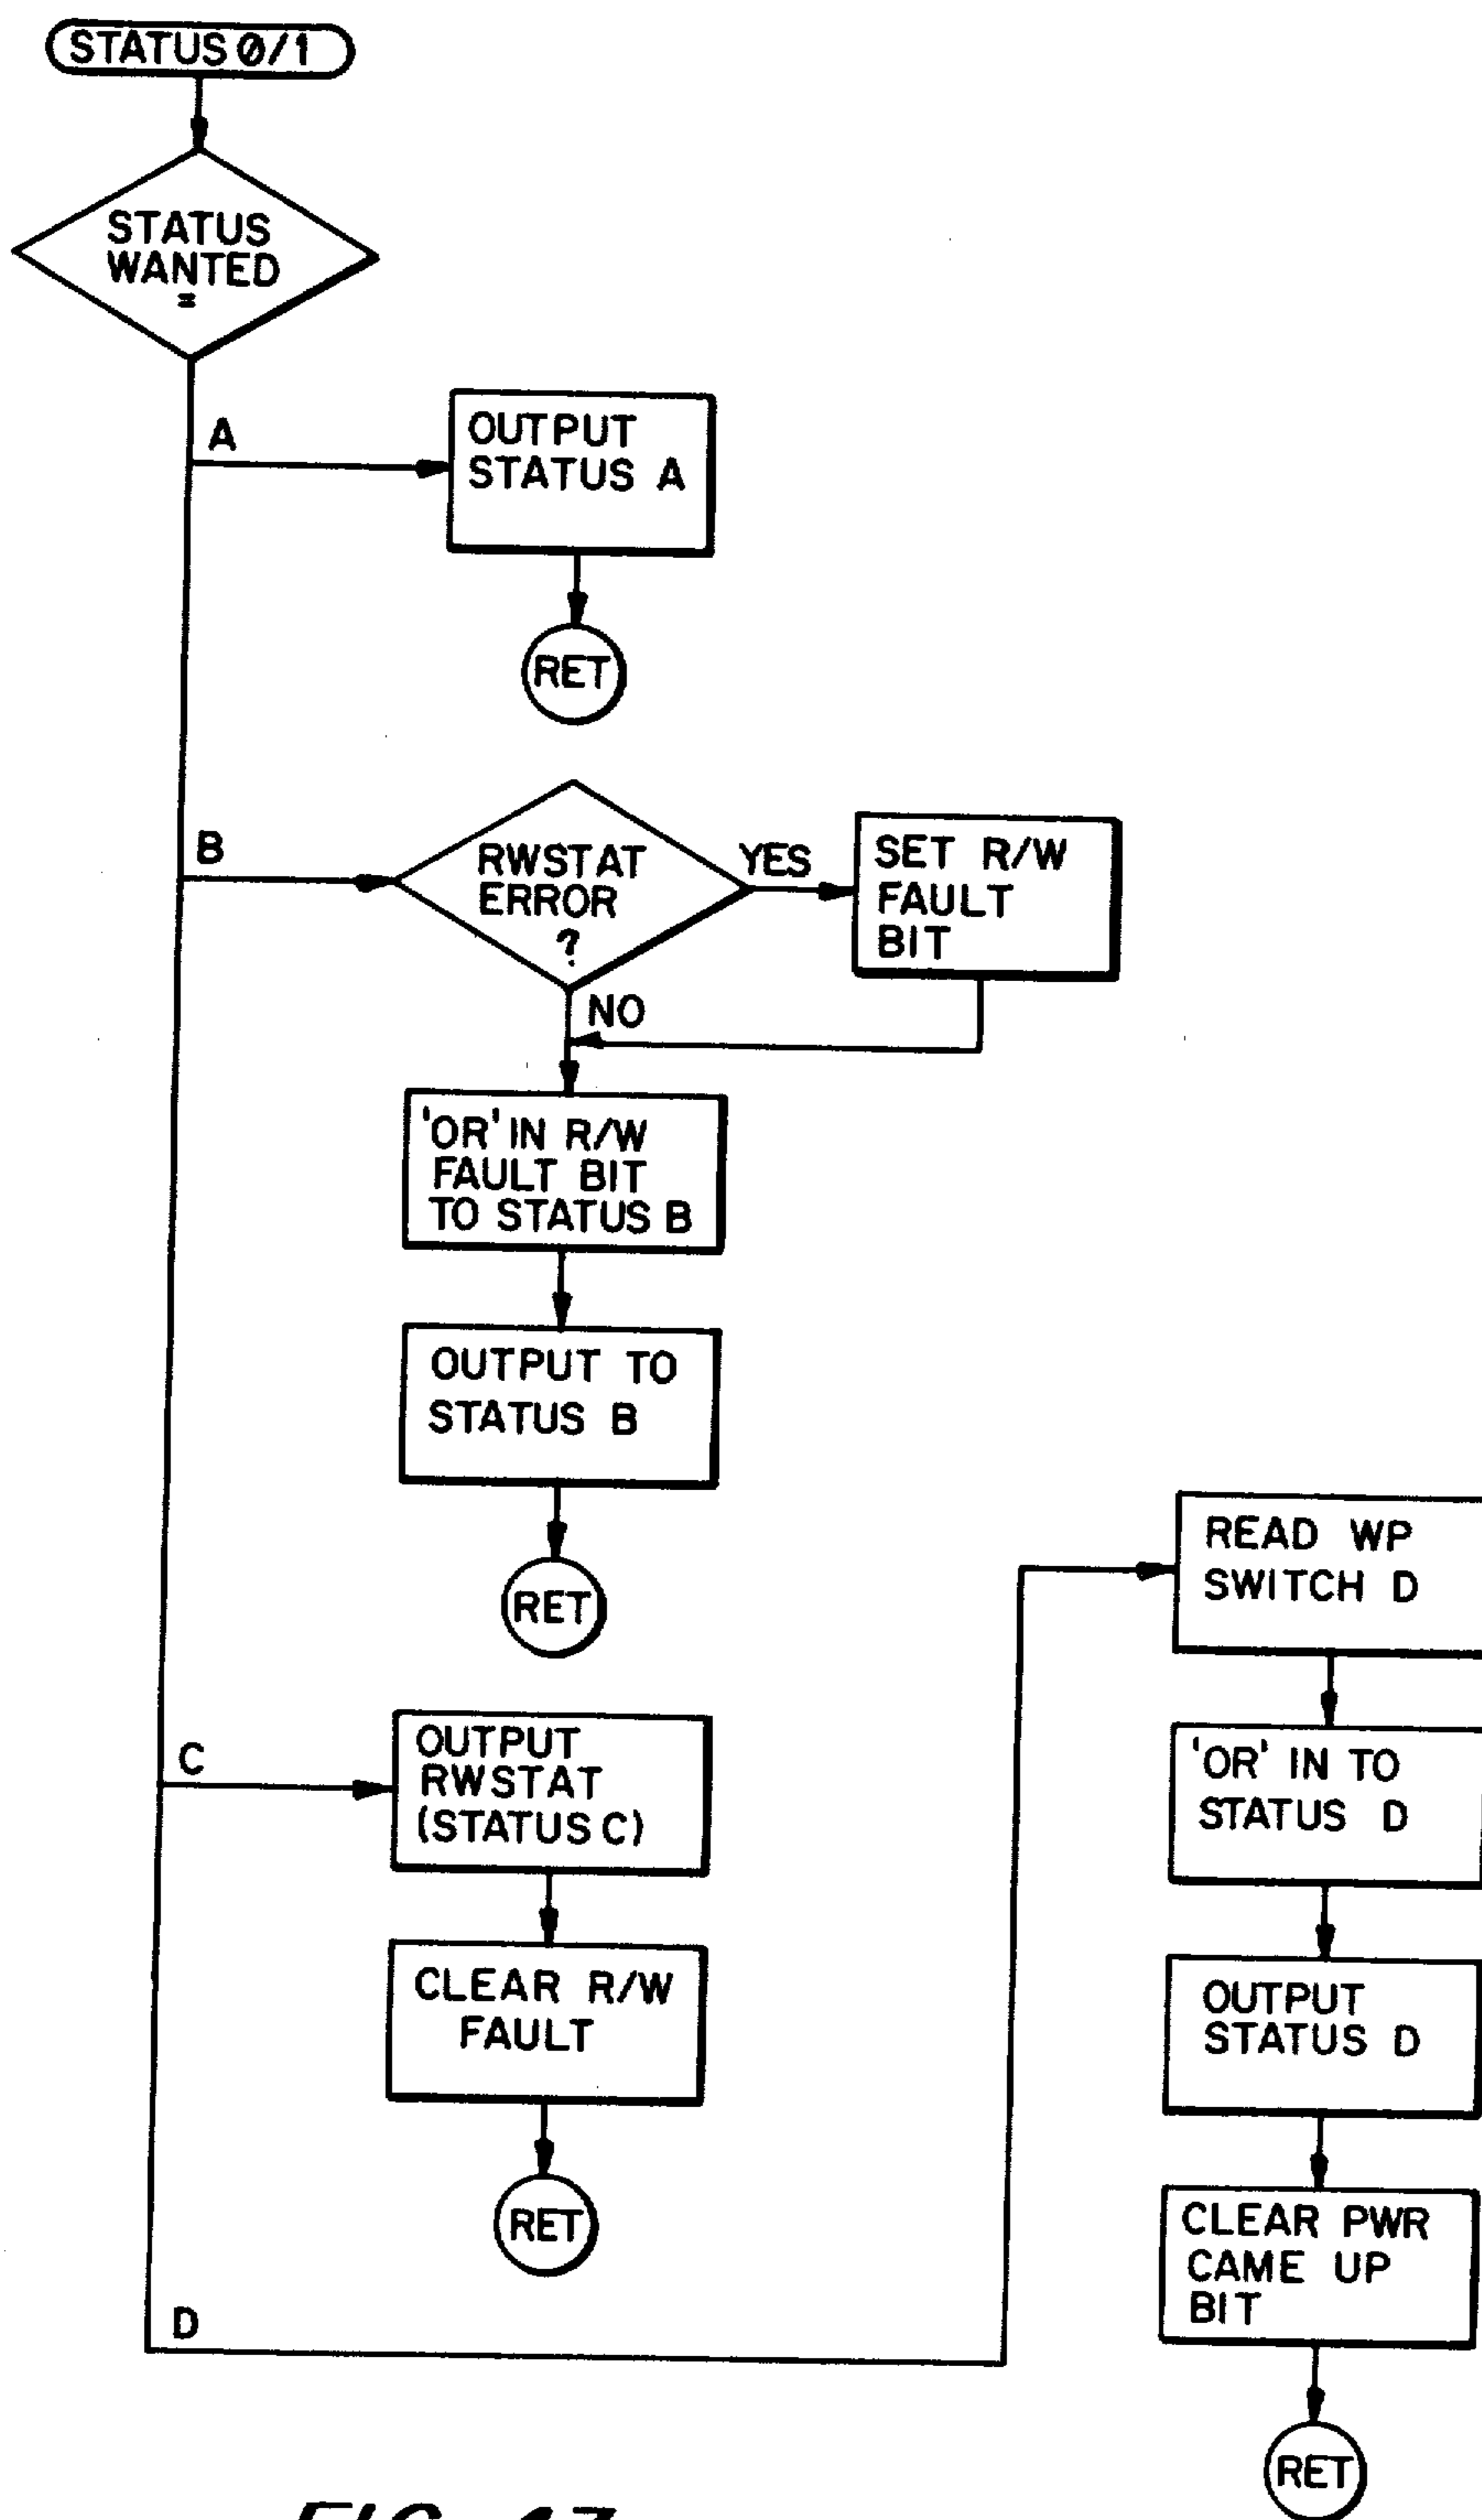 STATUS 0/1
STATUS
WANTED
=
A
OUTPUT
STATUS A
RET
B
RWSTAT
ERROR
?
YES
SET R/W
FAULT
BIT
NO
'OR' IN R/W
FAULT BIT
TO STATUS B
OUTPUT TO
STATUS B
RET
C
OUTPUT
RWSTAT
(STATUS C)
CLEAR R/W
FAULT
RET
D
READ WP
SWITCH D
'OR' IN TO
STATUS D
OUTPUT
STATUS D
CLEAR PWR
CAME UP
BIT
RET